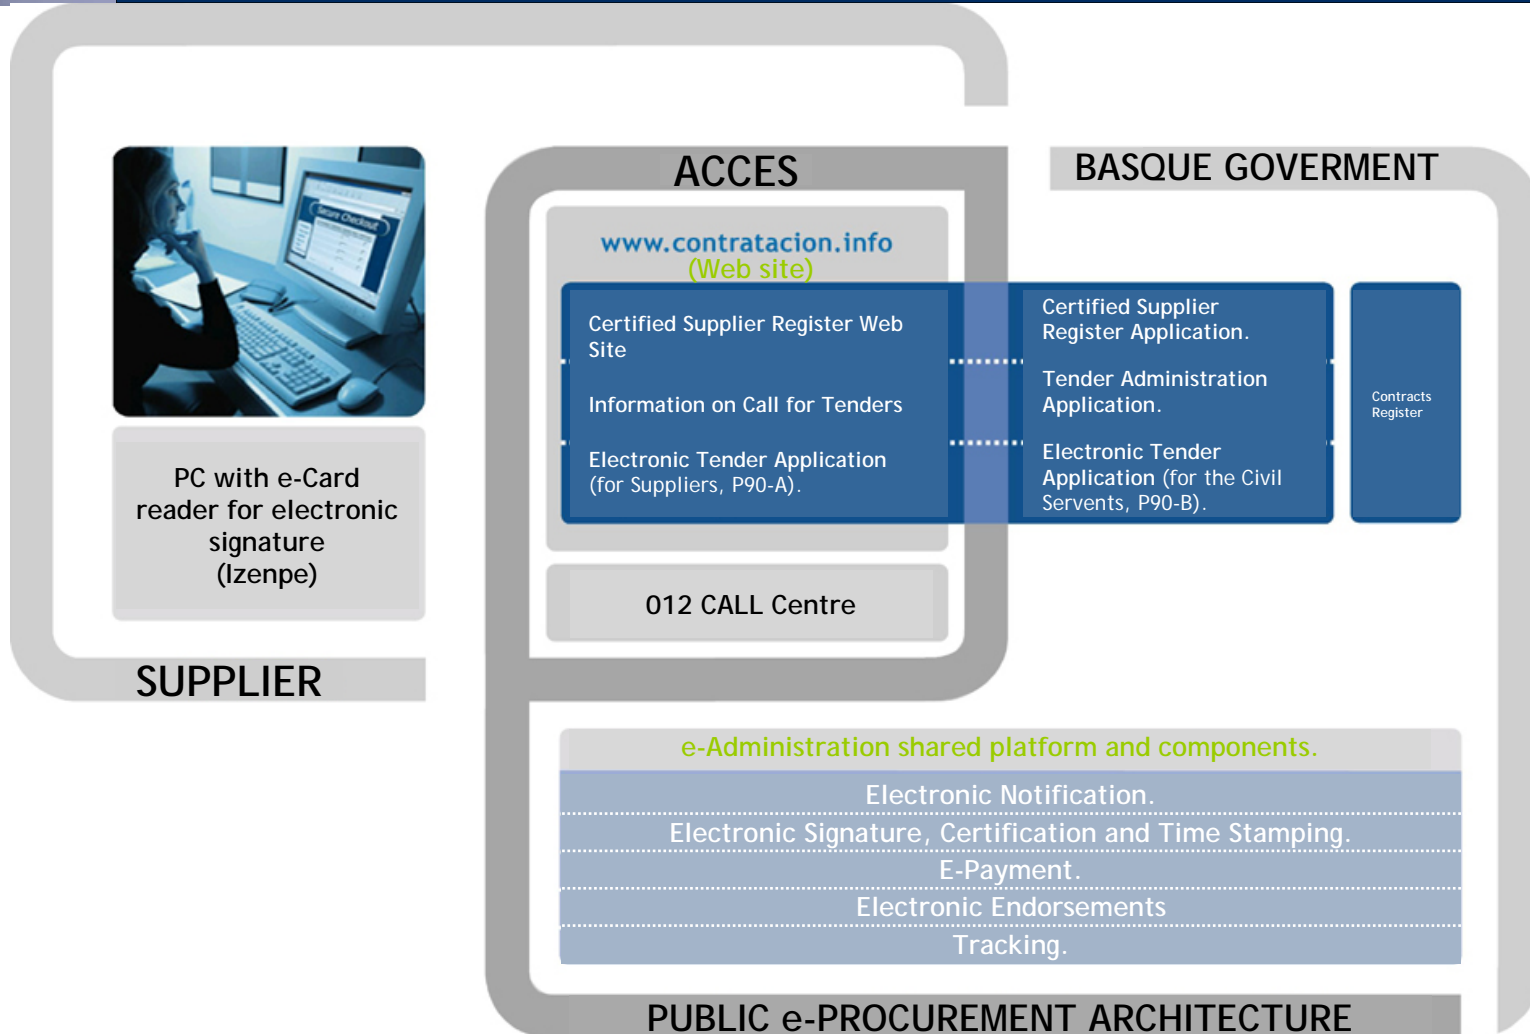 Secure Checkout
PC with e-Card
reader for electronic
signature
(Izenpe)
SUPPLIER
ACCES
www.contratacion.info
(Web site)
Certified Supplier Register Web
Site
Information on Call for Tenders
Electronic Tender Application
(for Suppliers, P90-A).
012 CALL Centre
BASQUE GOVERMENT
Certified Supplier
Register Application.
Tender Administration
Application.
Electronic Tender
Application (for the Civil
Servents, P90-B).
Contracts
Register
e-Administration shared platform and components.
Electronic Notification.
Electronic Signature, Certification and Time Stamping.
E-Payment.
Electronic Endorsements
Tracking.
PUBLIC e-PROCUREMENT ARCHITECTURE